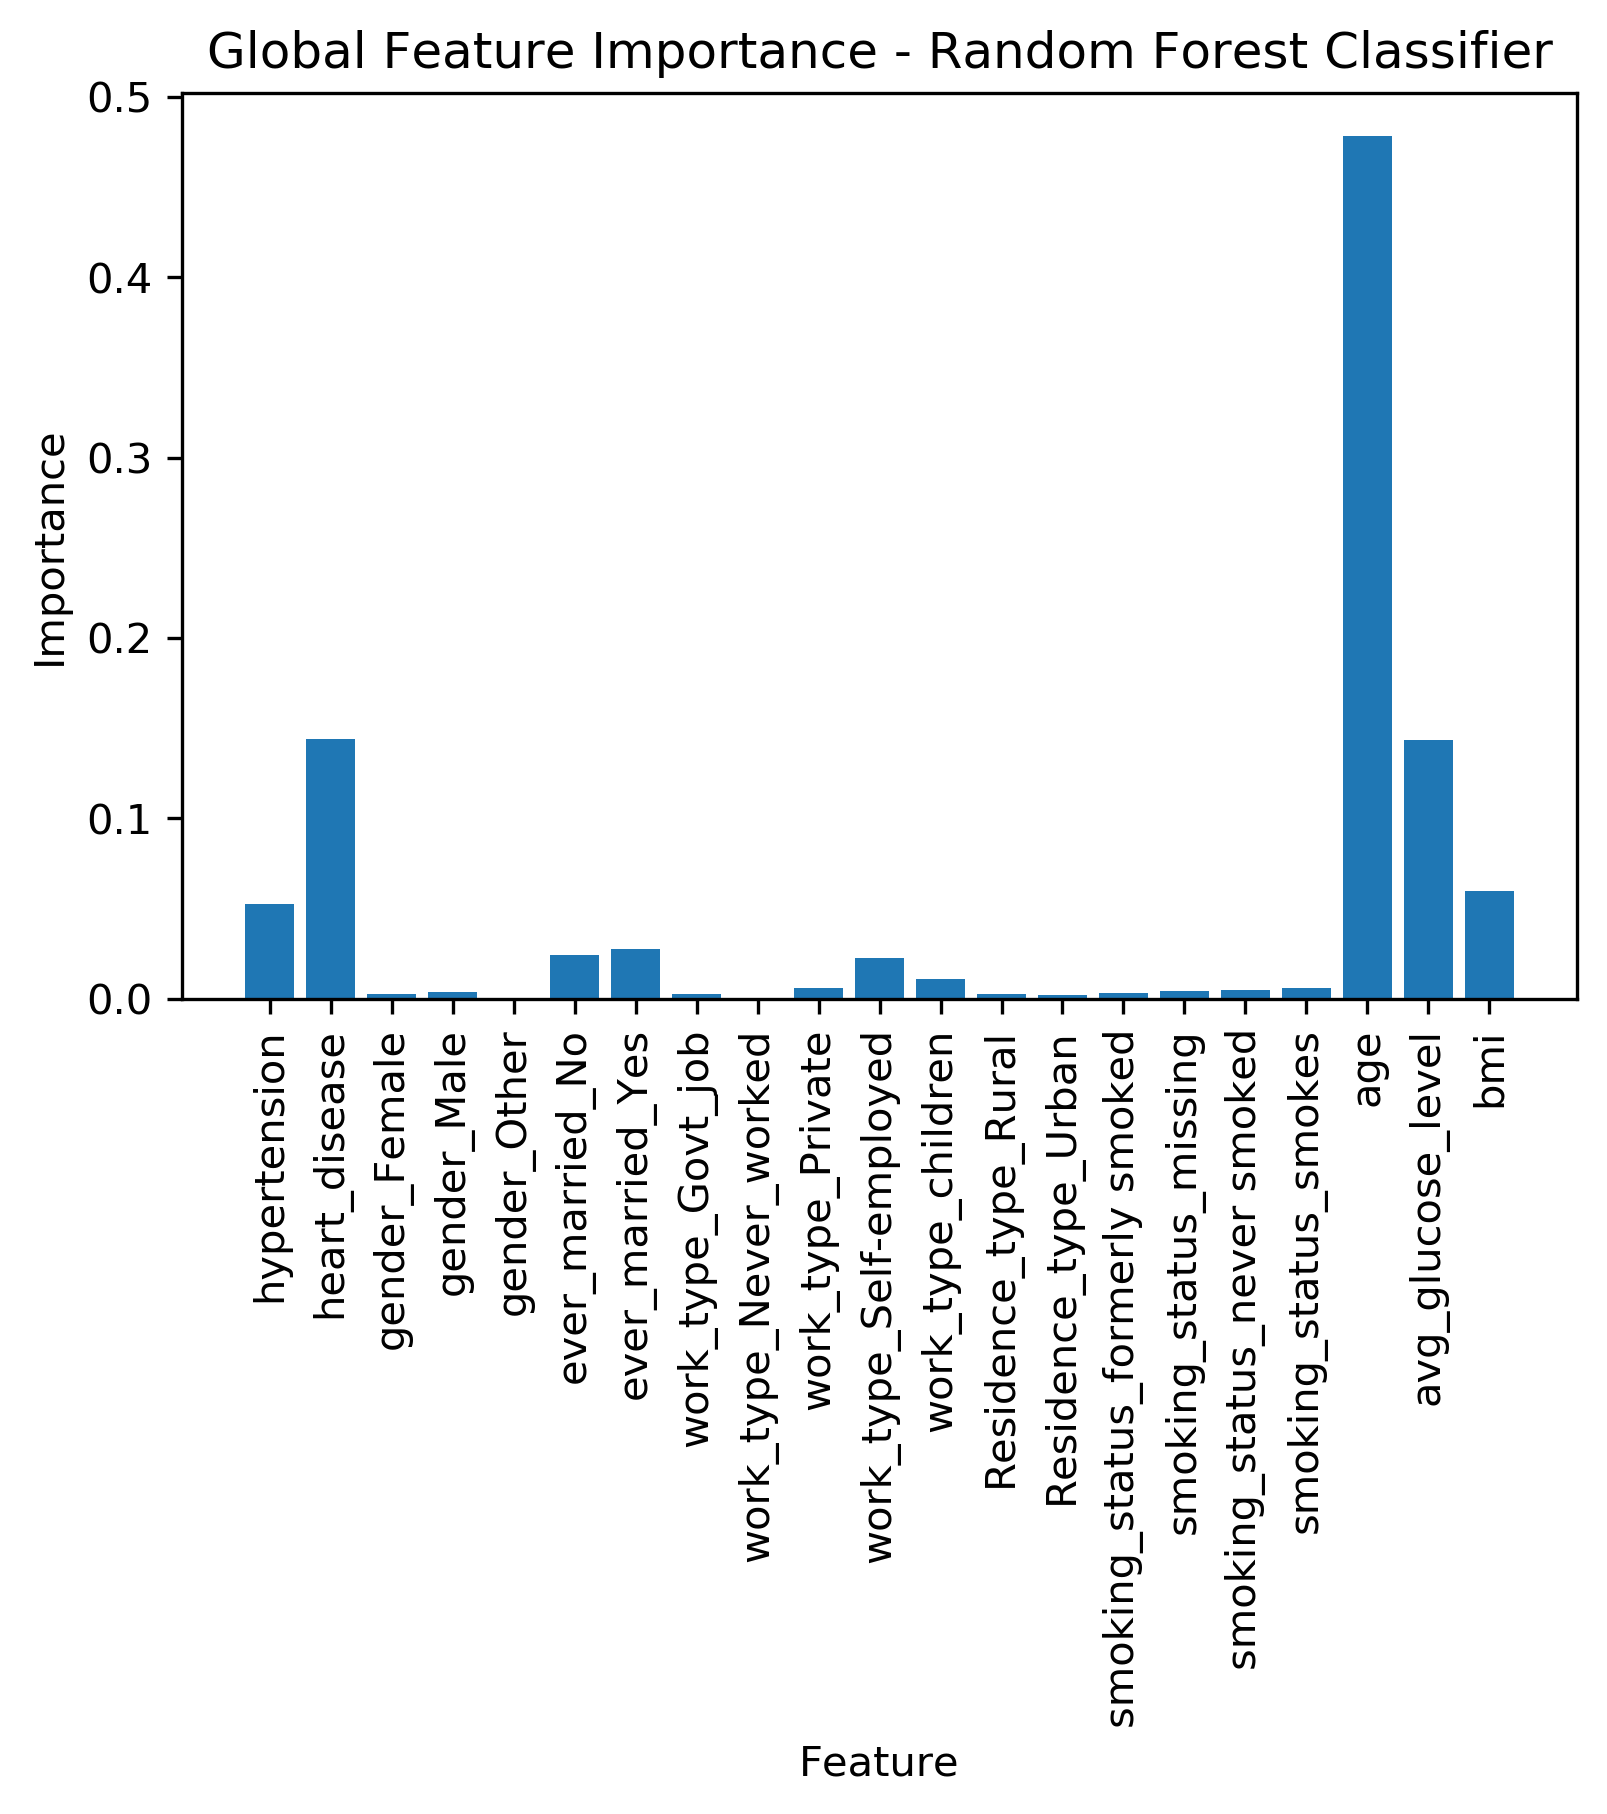 Global Feature Importance - Random Forest Classifier
0.5
0.4
0.3
0.2
0.1
0.0
Importance
hypertension
heart_disease
gender_Female
gender_Male
gender_Other
ever_married_No
ever_married_Yes
work_type_Govt_job
work_type_Never_worked
work_type_Private
work_type_Self-employed
work_type_children
Residence_type_Rural
Residence_type_Urban
smoking_status_formerly smoked
smoking_status_missing
smoking_status_never smoked
smoking_status_smokes
age
avg_glucose_level
bmi
Feature